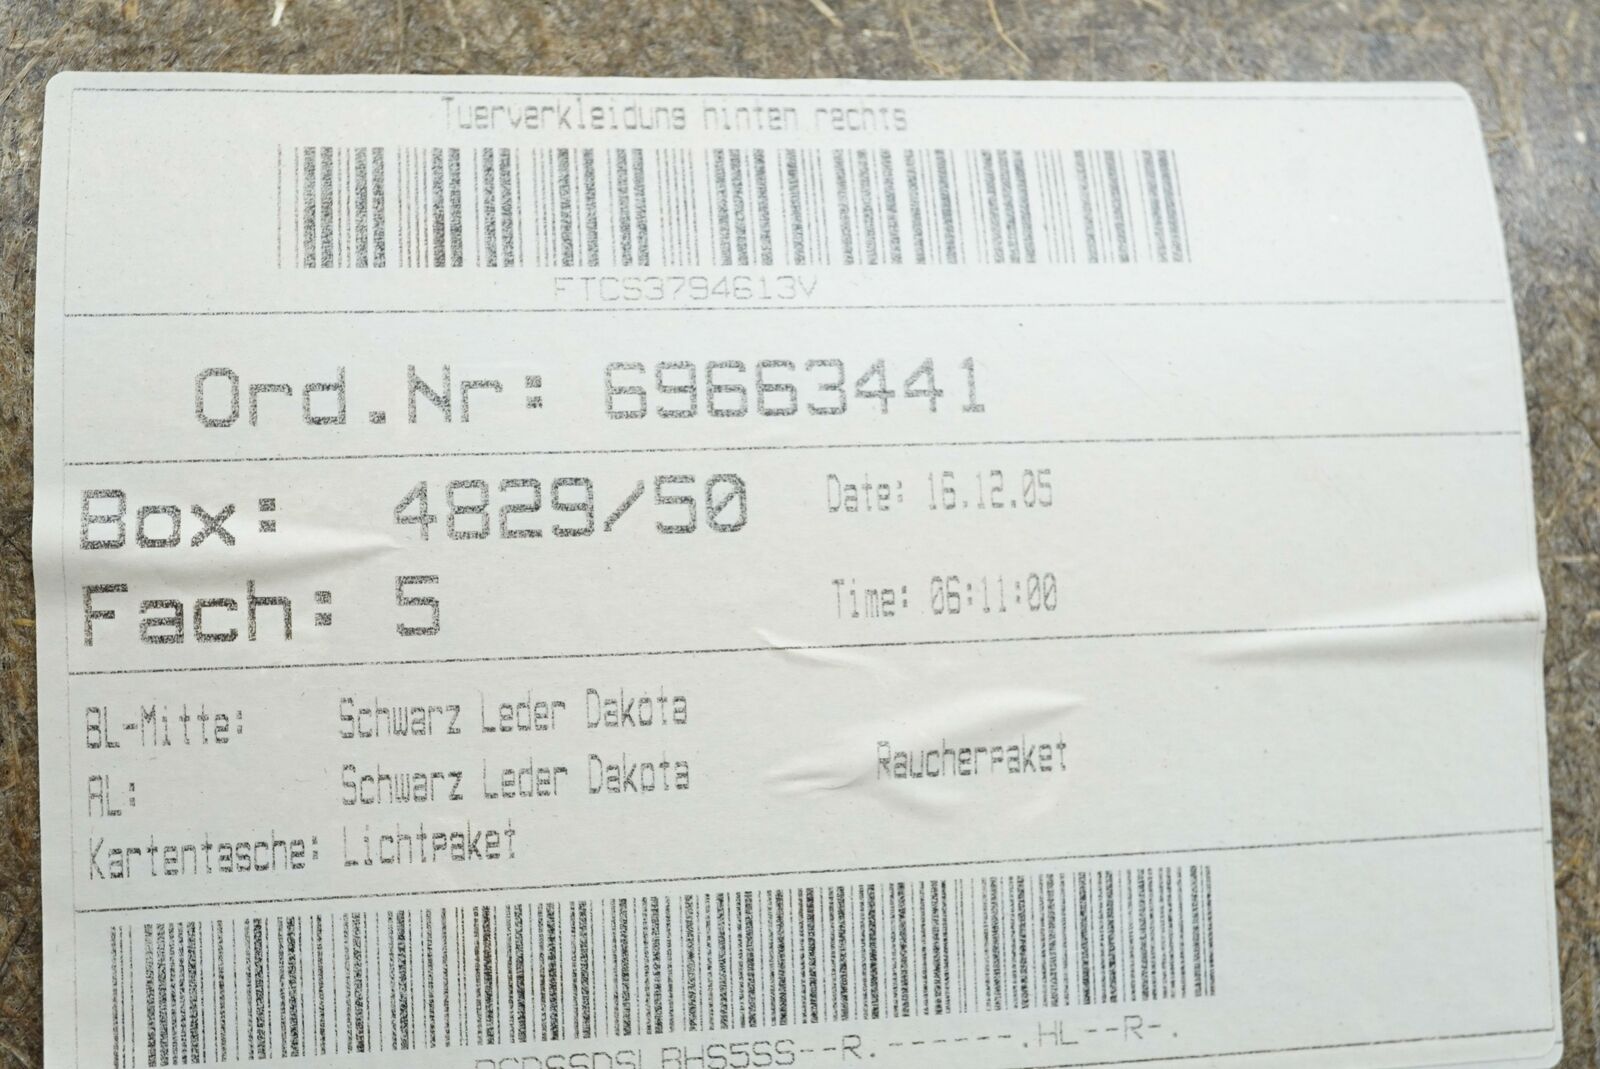 Tuerverkleidung hinten rechts
FTCS3794613V
Ord.Nr: 69663441
Box: 4829/50
Date: 16.12.05
Fach: 5
Time: 06:11:00
BL-Mitte: Schwarz Leder Dakota
AL: Schwarz Leder Dakota
Raucherpaket
Kartentasche: Lichtpaket